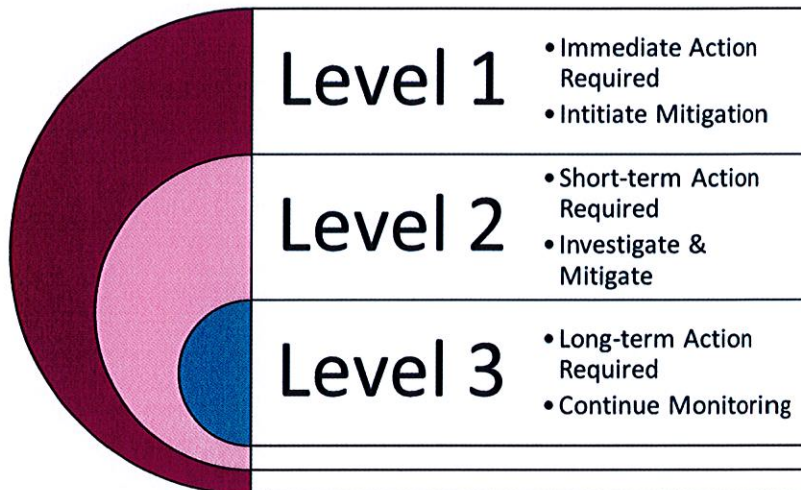 Level 1
• Immediate Action
Required
• Intitiate Mitigation
Level 2
• Short-term Action
Required
• Investigate &
Mitigate
Level 3
• Long-term Action
Required
• Continue Monitoring